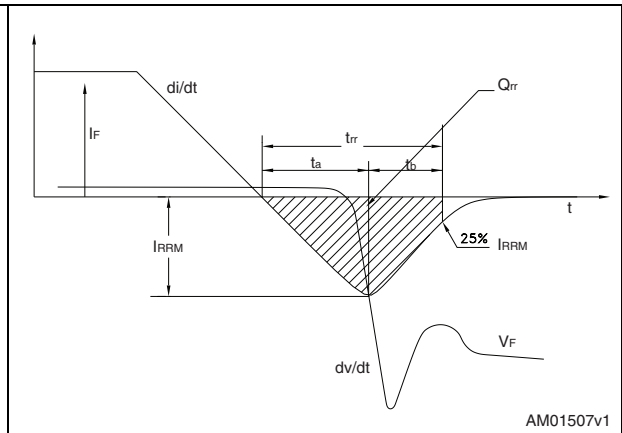 di/dt
Qrr
IF
trr
ta
tb
t
IRRM
25%
IRRM
VF
dv/dt
AM01507v1